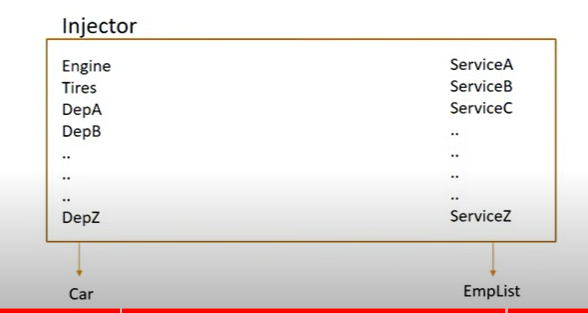 Injector
Engine
Tires
DepA
DepB
..
..
..
DepZ
ServiceA
ServiceB
ServiceC
..
..
..
..
ServiceZ
Car
EmpList